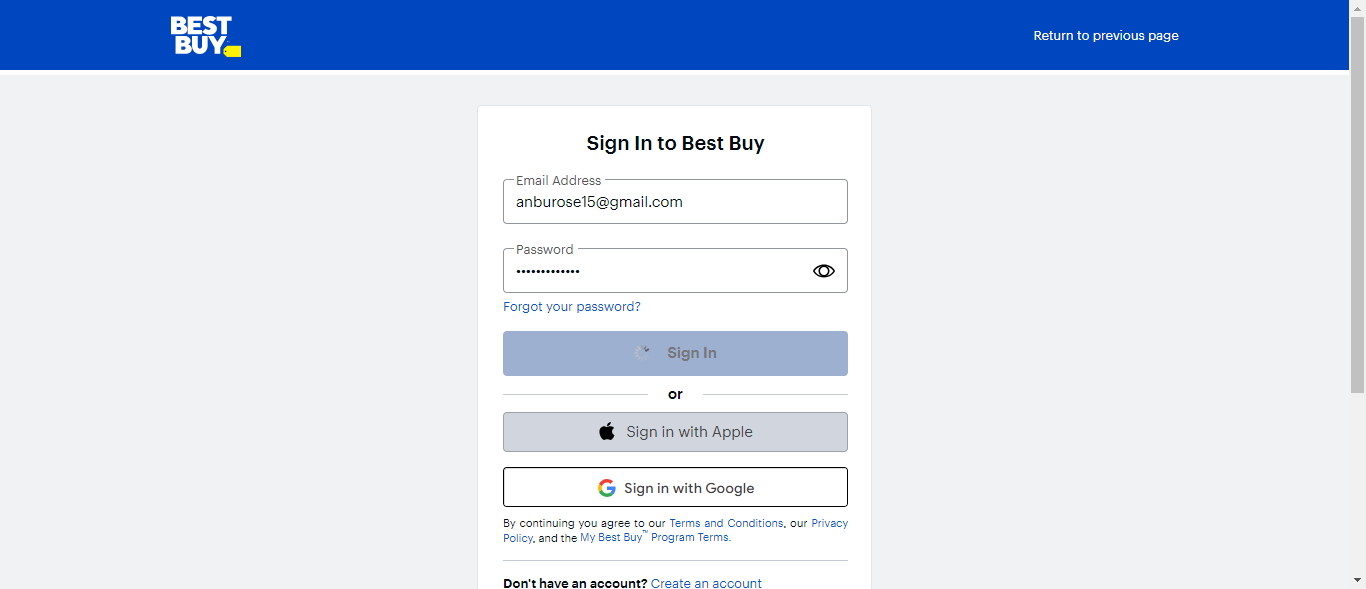 BEST
BUY
Return to previous page
Sign In to Best Buy
Email Address
anburose15@gmail.com
Password
•••••••••••••
Forgot your password?
Sign In
or
Sign in with Apple
Sign in with Google
By continuing you agree to our Terms and Conditions, our Privacy
Policy, and the My Best Buy™ Program Terms.
Don't have an account? Create an account